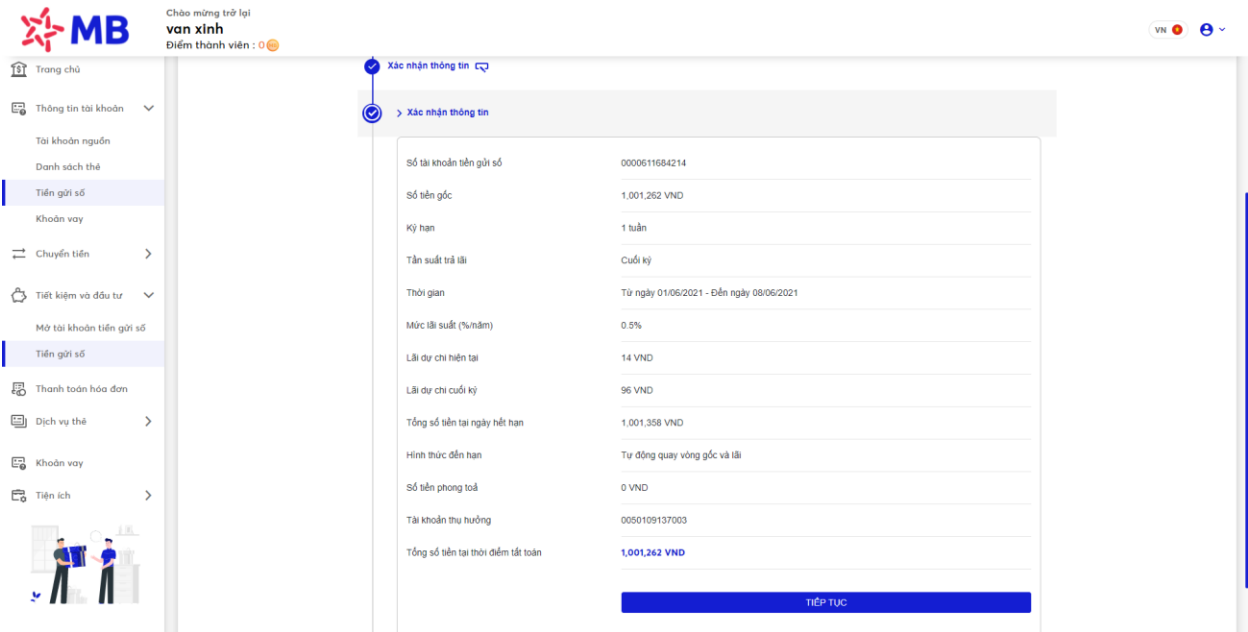 MB
Chào mừng trở lại
van xinh
Điểm thành viên : 0
VN
Trang chủ
Thông tin tài khoản
Tài khoản nguồn
Danh sách thẻ
Tiền gửi số
Khoản vay
Chuyển tiền
Tiết kiệm và đầu tư
Mở tài khoản tiền gửi số
Tiền gửi số
Thanh toán hóa đơn
Dịch vụ thẻ
Khoản vay
Tiện ích
Xác nhận thông tin
Xác nhận thông tin
Số tài khoản tiền gửi số 0000611684214
Số tiền gốc 1,001,262 VND
Kỳ hạn 1 tuần
Tần suất trả lãi Cuối kỳ
Thời gian Từ ngày 01/06/2021 - Đến ngày 08/06/2021
Mức lãi suất (%/năm) 0.5%
Lãi dự chi hiện tại 14 VND
Lãi dự chi cuối kỳ 96 VND
Tổng số tiền tại ngày hết hạn 1,001,358 VND
Hình thức đến hạn Tự động quay vòng gốc và lãi
Số tiền phong toả 0 VND
Tài khoản thụ hưởng 0050109137003
Tổng số tiền tại thời điểm tất toán 1,001,262 VND
TIẾP TỤC